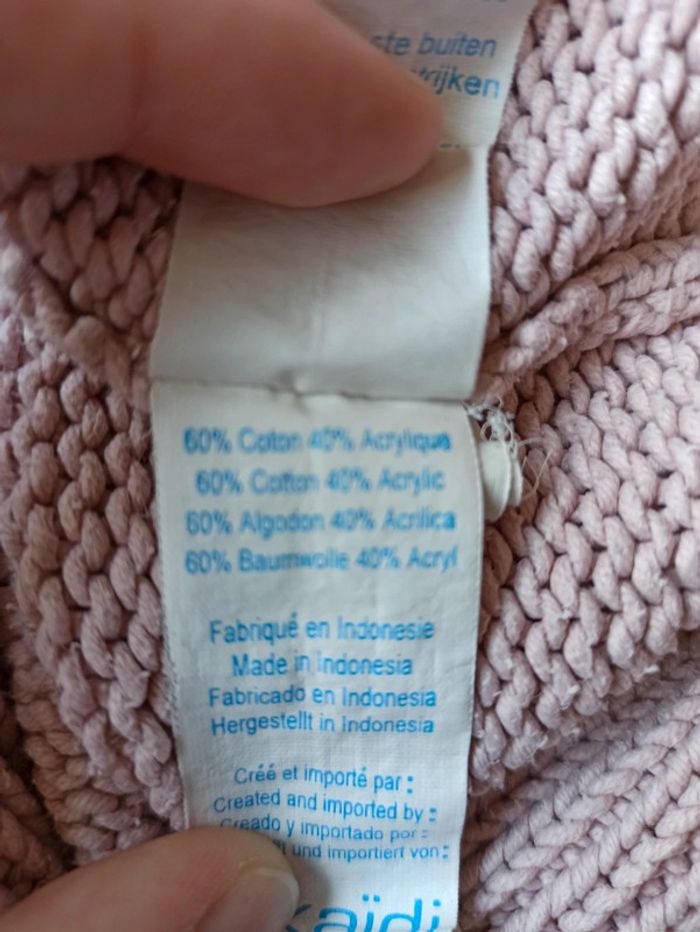 ste buiten
rijken
60% Coton 40% Acrylique
60% Cotton 40% Acrylic
60% Algodon 40% Acrilica
60% Baumwolle 40% Acryl
Fabriqué en Indonesie
Made in Indonesia
Fabricado en Indonesia
Hergestellt in Indonesia
Créé et importé par :
Created and imported by :
Creado y importado por :
und importiert von :
kaïdi